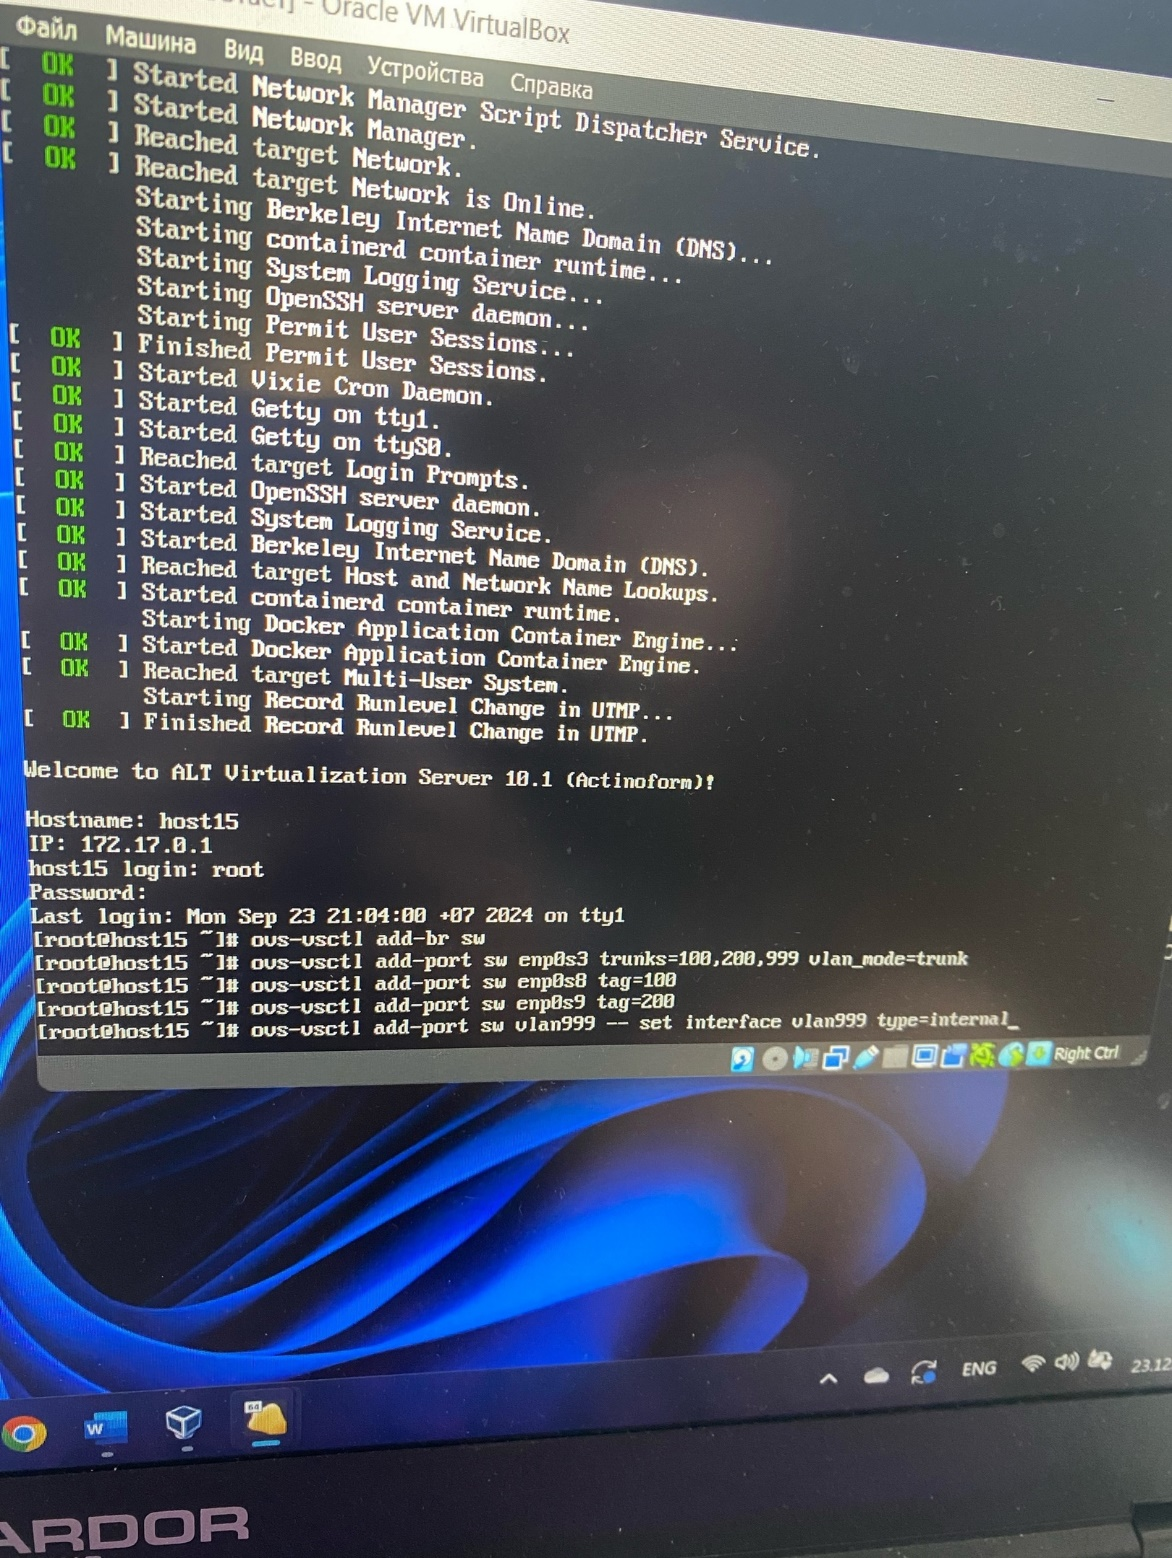 - Oracle VM VirtualBox
Файл Машина Вид Ввод Устройства Справка
[ OK ] Started Network Manager Script Dispatcher Service.
[ OK ] Started Network Manager.
[ OK ] Reached target Network.
[ OK ] Reached target Network is Online.
Starting Berkeley Internet Name Domain (DNS)...
Starting containerd container runtime...
Starting System Logging Service...
Starting OpenSSH server daemon...
Starting Permit User Sessions...
[ OK ] Finished Permit User Sessions.
[ OK ] Started Vixie Cron Daemon.
[ OK ] Started Getty on tty1.
[ OK ] Started Getty on ttyS0.
[ OK ] Reached target Login Prompts.
[ OK ] Started OpenSSH server daemon.
[ OK ] Started System Logging Service.
[ OK ] Started Berkeley Internet Name Domain (DNS).
[ OK ] Reached target Host and Network Name Lookups.
[ OK ] Started containerd container runtime.
Starting Docker Application Container Engine...
[ OK ] Started Docker Application Container Engine.
[ OK ] Reached target Multi-User System.
Starting Record Runlevel Change in UTMP...
[ OK ] Finished Record Runlevel Change in UTMP.
Welcome to ALT Virtualization Server 10.1 (Actinoform)!
Hostname: host15
IP: 172.17.0.1
host15 login: root
Password:
Last login: Mon Sep 23 21:04:00 +07 2024 on tty1
[root@host15 ~]# ovs-vsctl add-br sw
[root@host15 ~]# ovs-vsctl add-port sw enp0s3 trunks=100,200,999 vlan_mode=trunk
[root@host15 ~]# ovs-vsctl add-port sw enp0s8 tag=100
[root@host15 ~]# ovs-vsctl add-port sw enp0s9 tag=200
[root@host15 ~]# ovs-vsctl add-port sw vlan999 -- set interface vlan999 type=internal_
Right Ctrl
ENG
23.12
W
64
ARDOR